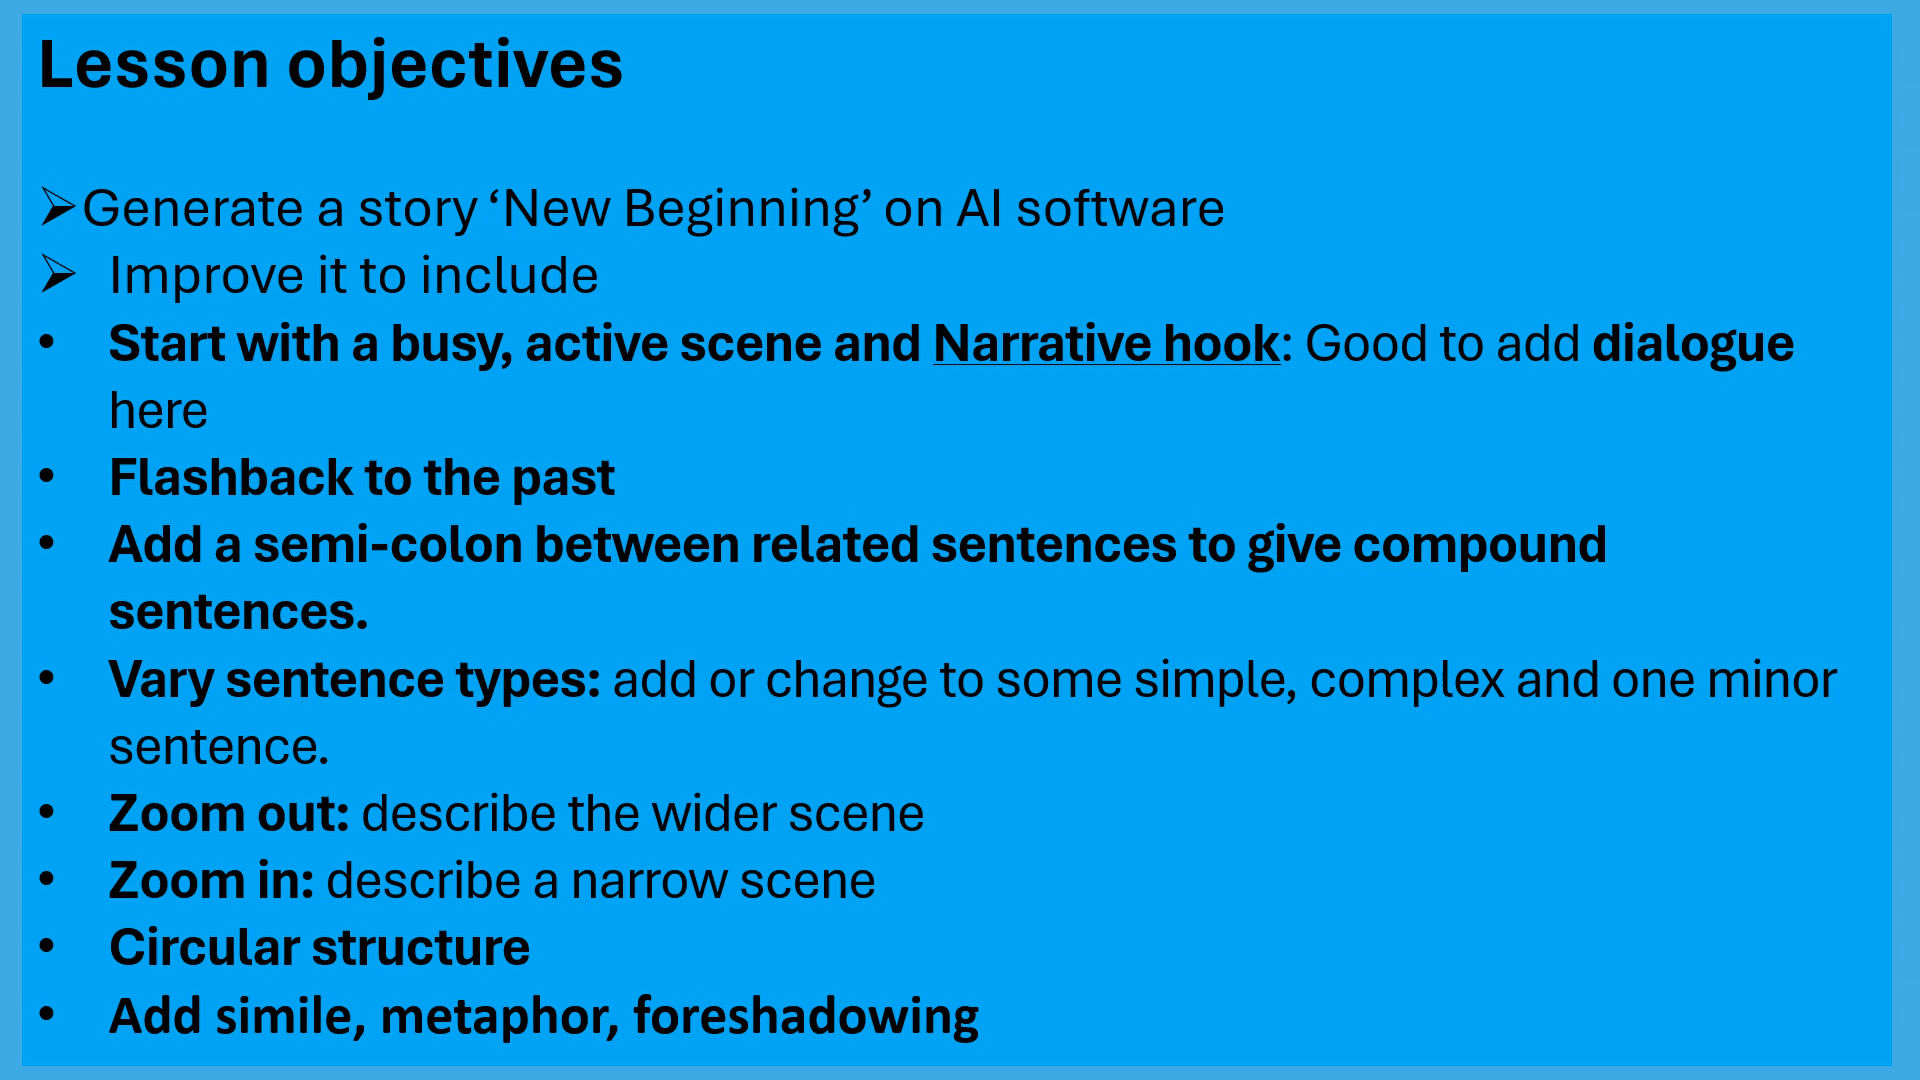 Lesson objectives
➢Generate a story ‘New Beginning’ on AI software
➢ Improve it to include
• Start with a busy, active scene and Narrative hook: Good to add dialogue
here
• Flashback to the past
• Add a semi-colon between related sentences to give compound
sentences.
• Vary sentence types: add or change to some simple, complex and one minor
sentence.
• Zoom out: describe the wider scene
• Zoom in: describe a narrow scene
• Circular structure
• Add simile, metaphor, foreshadowing